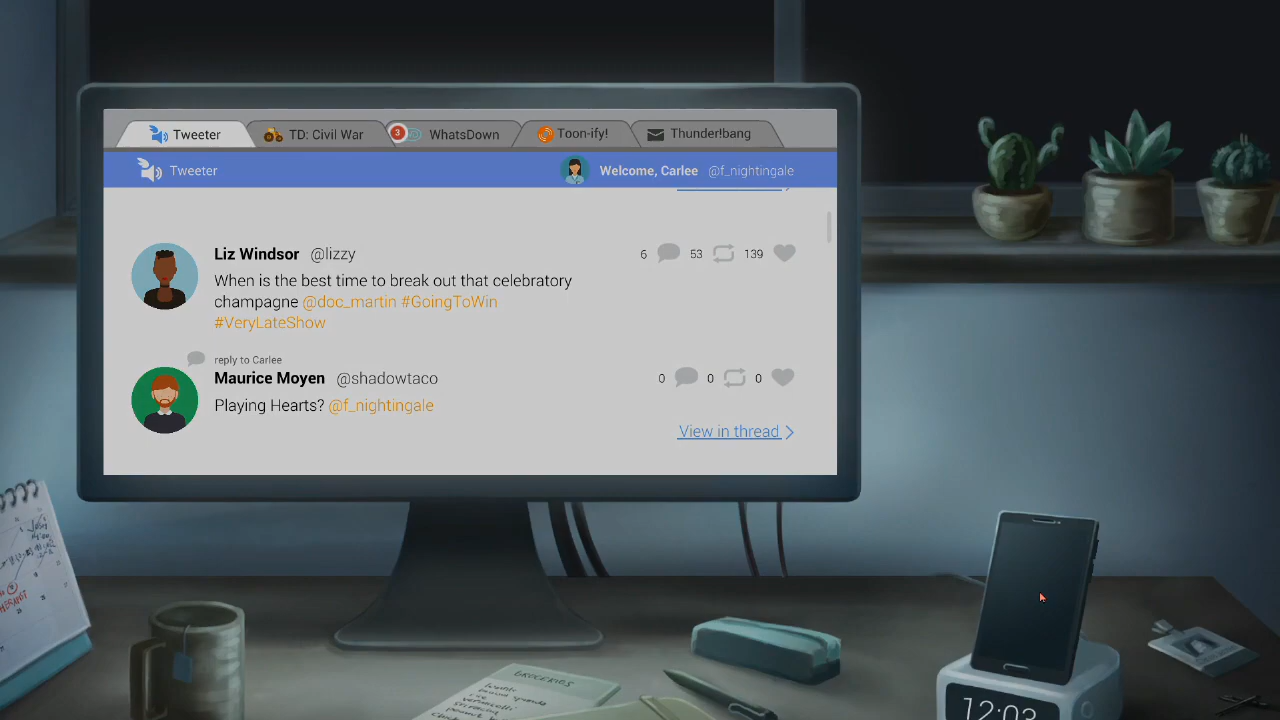 Tweeter
TD: Civil War
3
WhatsDown
Toon-ify!
Thunder!bang
Tweeter
Welcome, Carlee @f_nightingale
Liz Windsor @lizzy
6 53 139
When is the best time to break out that celebratory
champagne @doc_martin #GoingToWin
#VeryLateShow
reply to Carlee
Maurice Moyen @shadowtaco
0 0 0
Playing Hearts? @f_nightingale
View in thread
GROCERIES
12:03